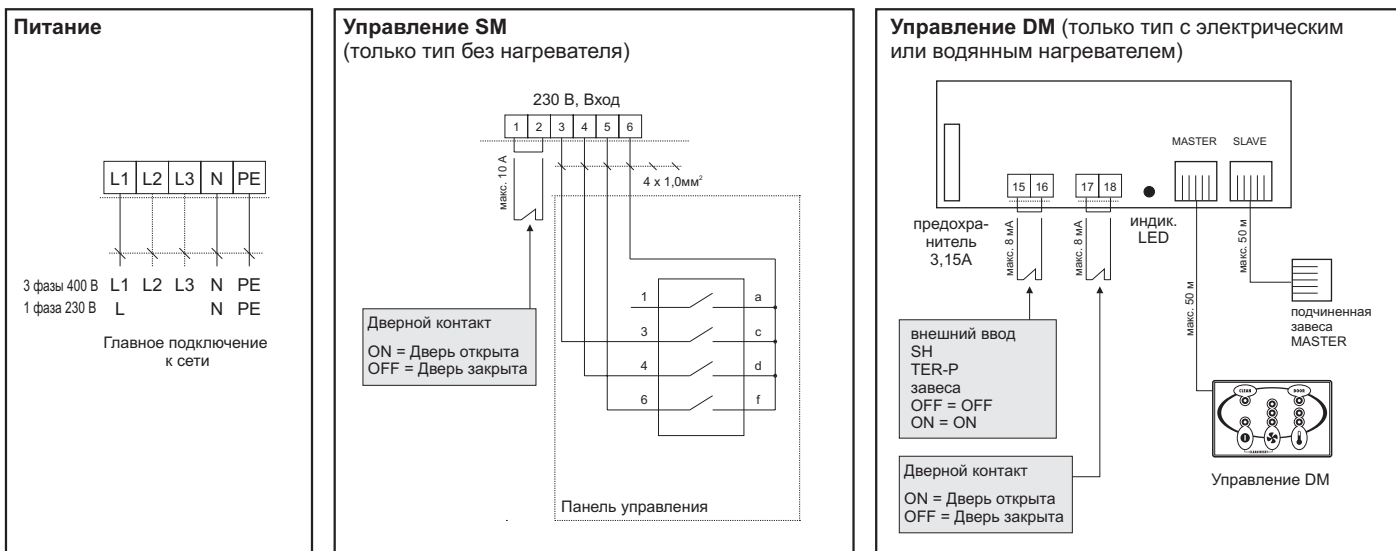 Питание
L1 L2 L3 N PE
3 фазы 400 В L1 L2 L3 N PE
1 фаза 230 В L N PE
Главное подключение
к сети
Управление SM
(только тип без нагревателя)
230 В, Вход
1 2 3 4 5 6
макс. 10 А
4 x 1,0мм²
Дверной контакт
ON = Дверь открыта
OFF = Дверь закрыта
1 a
3 c
4 d
6 f
Панель управления
Управление DM (только тип с электрическим
или водянным нагревателем)
MASTER SLAVE
15 16 17 18
предохра-
нитель
3,15А
макс. 8 мА
макс. 8 мА
индик.
LED
макс. 50 м
макс. 50 м
подчиненная
завеса
MASTER
внешний ввод
SH
TER-P
завеса
OFF = OFF
ON = ON
CLEAN DOOR
Дверной контакт
ON = Дверь открыта
OFF = Дверь закрыта
Управление DM